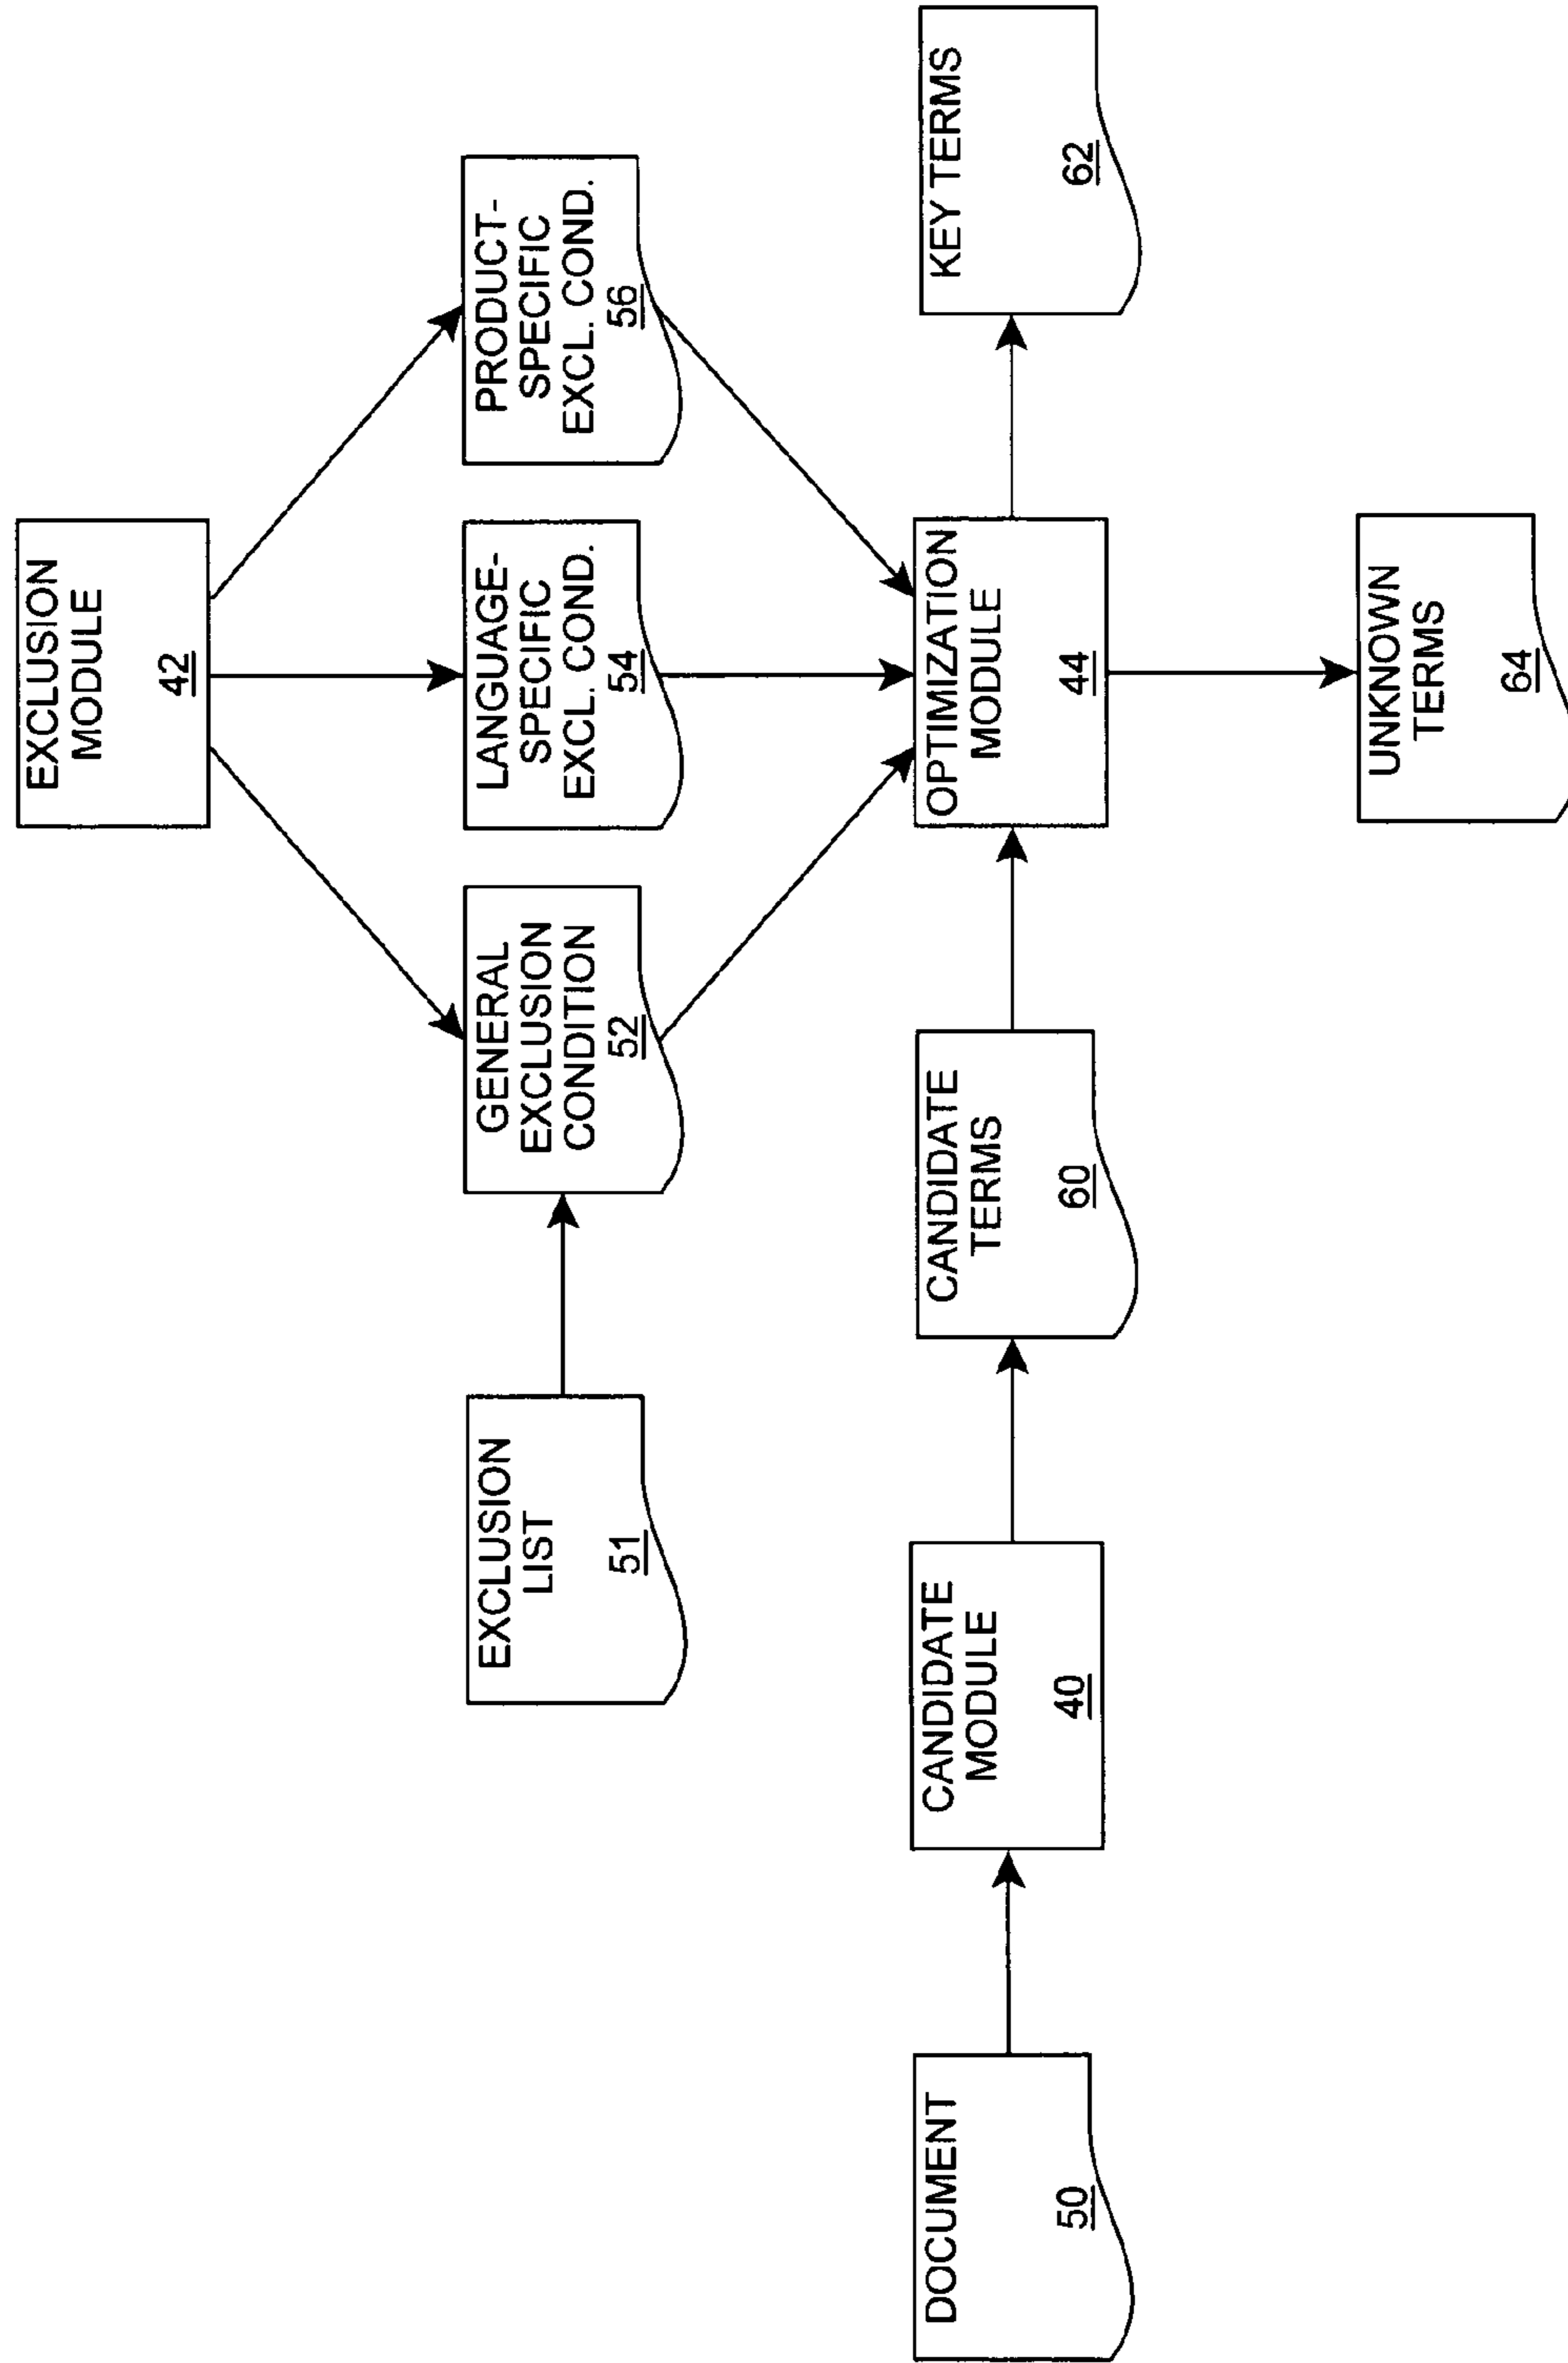 EXCLUSION
MODULE
42
EXCLUSION
LIST
51
GENERAL
EXCLUSION
CONDITION
52
LANGUAGE-
SPECIFIC
EXCL. COND.
54
PRODUCT-
SPECIFIC
EXCL. COND.
56
DOCUMENT
50
CANDIDATE
MODULE
40
CANDIDATE
TERMS
60
OPTIMIZATION
MODULE
44
KEY TERMS
62
UNKNOWN
TERMS
64